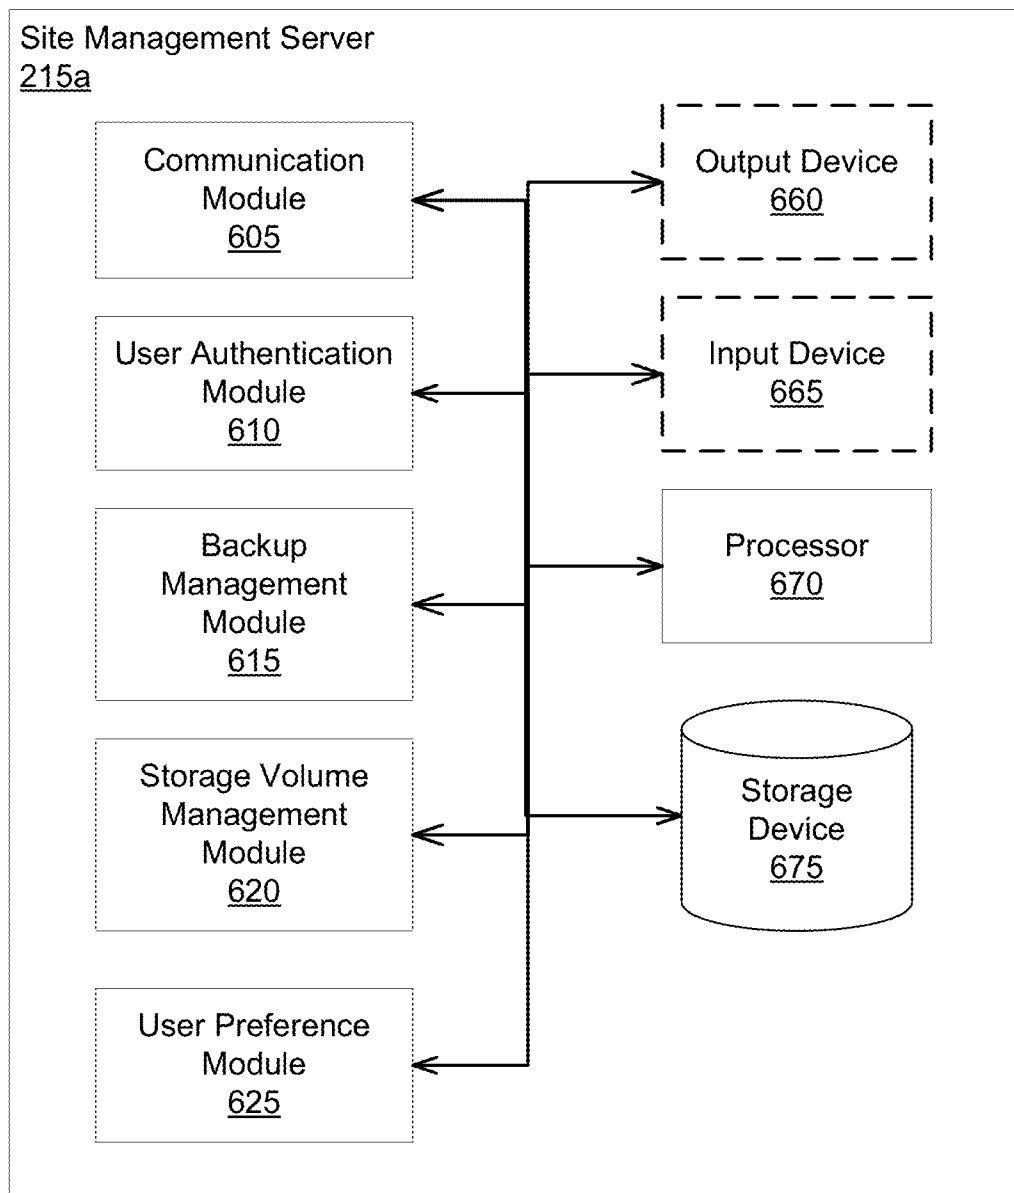 Site Management Server
215a
Communication
Module
605
User Authentication
Module
610
Backup
Management
Module
615
Storage Volume
Management
Module
620
User Preference
Module
625
Output Device
660
Input Device
665
Processor
670
Storage
Device
675